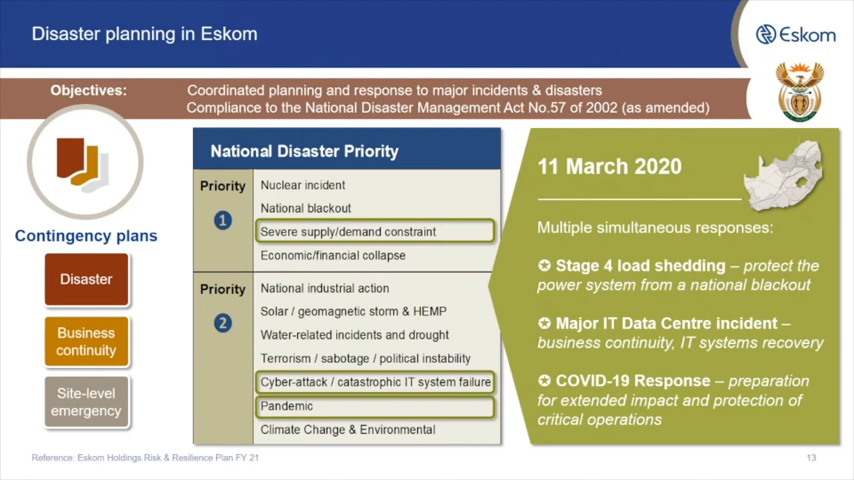 Disaster planning in Eskom
Eskom
Objectives:
Coordinated planning and response to major incidents & disasters
Compliance to the National Disaster Management Act No.57 of 2002 (as amended)
Contingency plans
Disaster
Business
continuity
Site-level
emergency
National Disaster Priority
Priority
1
Nuclear incident
National blackout
Severe supply/demand constraint
Economic/financial collapse
Priority
2
National industrial action
Solar / geomagnetic storm & HEMP
Water-related incidents and drought
Terrorism / sabotage / political instability
Cyber-attack / catastrophic IT system failure
Pandemic
Climate Change & Environmental
11 March 2020
Multiple simultaneous responses:
✪ Stage 4 load shedding – protect the
power system from a national blackout
✪ Major IT Data Centre incident –
business continuity, IT systems recovery
✪ COVID-19 Response – preparation
for extended impact and protection of
critical operations
Reference: Eskom Holdings Risk & Resilience Plan FY 21
13